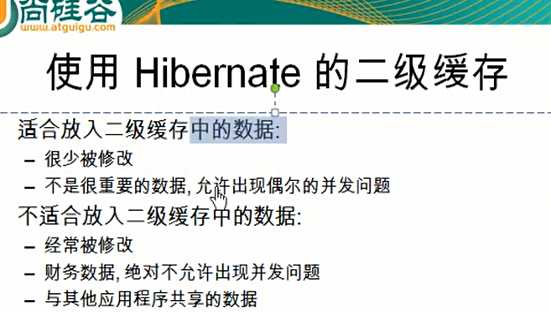 尚硅谷
www.atguigu.com
使用 Hibernate 的二级缓存
适合放入二级缓存中的数据:
– 很少被修改
– 不是很重要的数据, 允许出现偶尔的并发问题
不适合放入二级缓存中的数据:
– 经常被修改
– 财务数据, 绝对不允许出现并发问题
– 与其他应用程序共享的数据